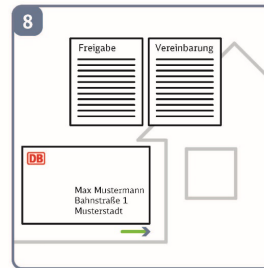 8
Freigabe
Vereinbarung
DB
Max Mustermann
Bahnstraße 1
Musterstadt